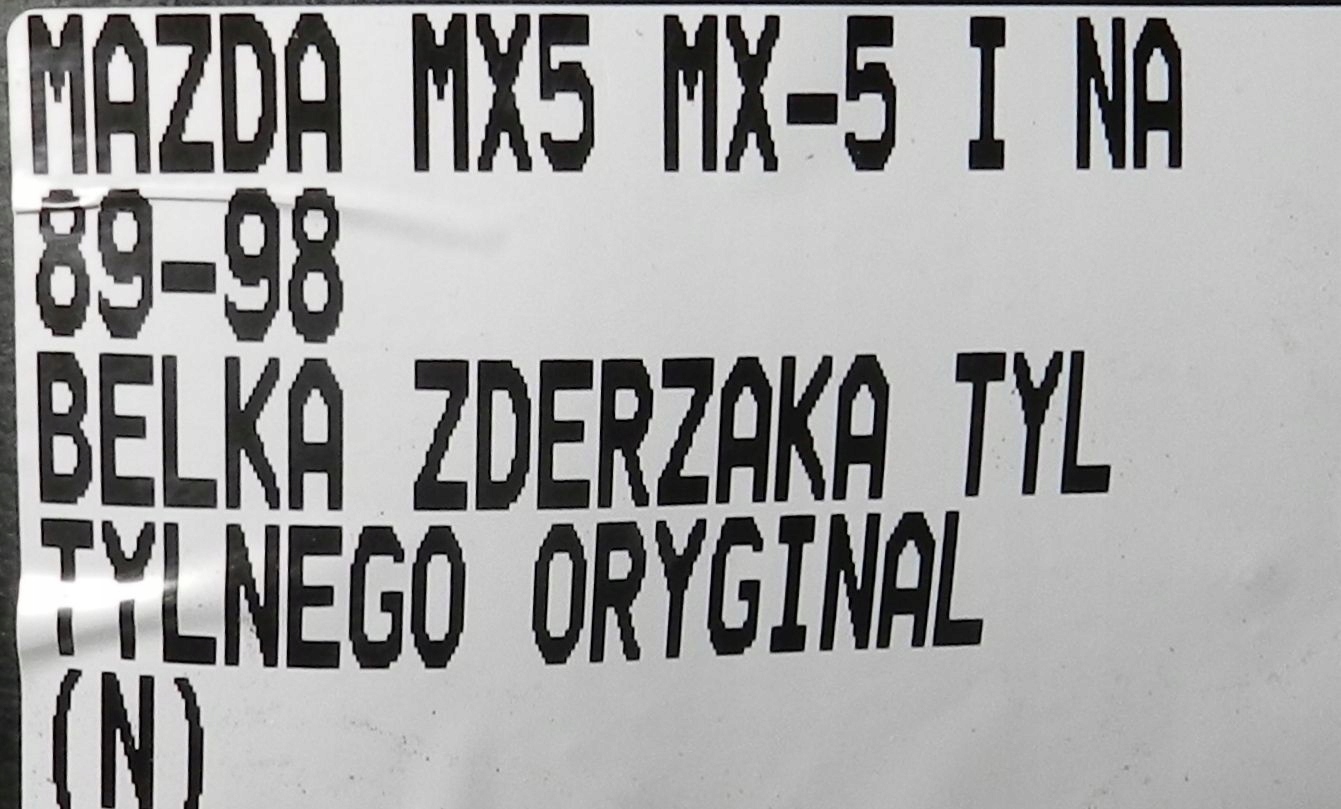 MAZDA MX5 MX-5 I NA
89-98
BELKA ZDERZAKA TYL
TYLNEGO ORYGINAL
(N)